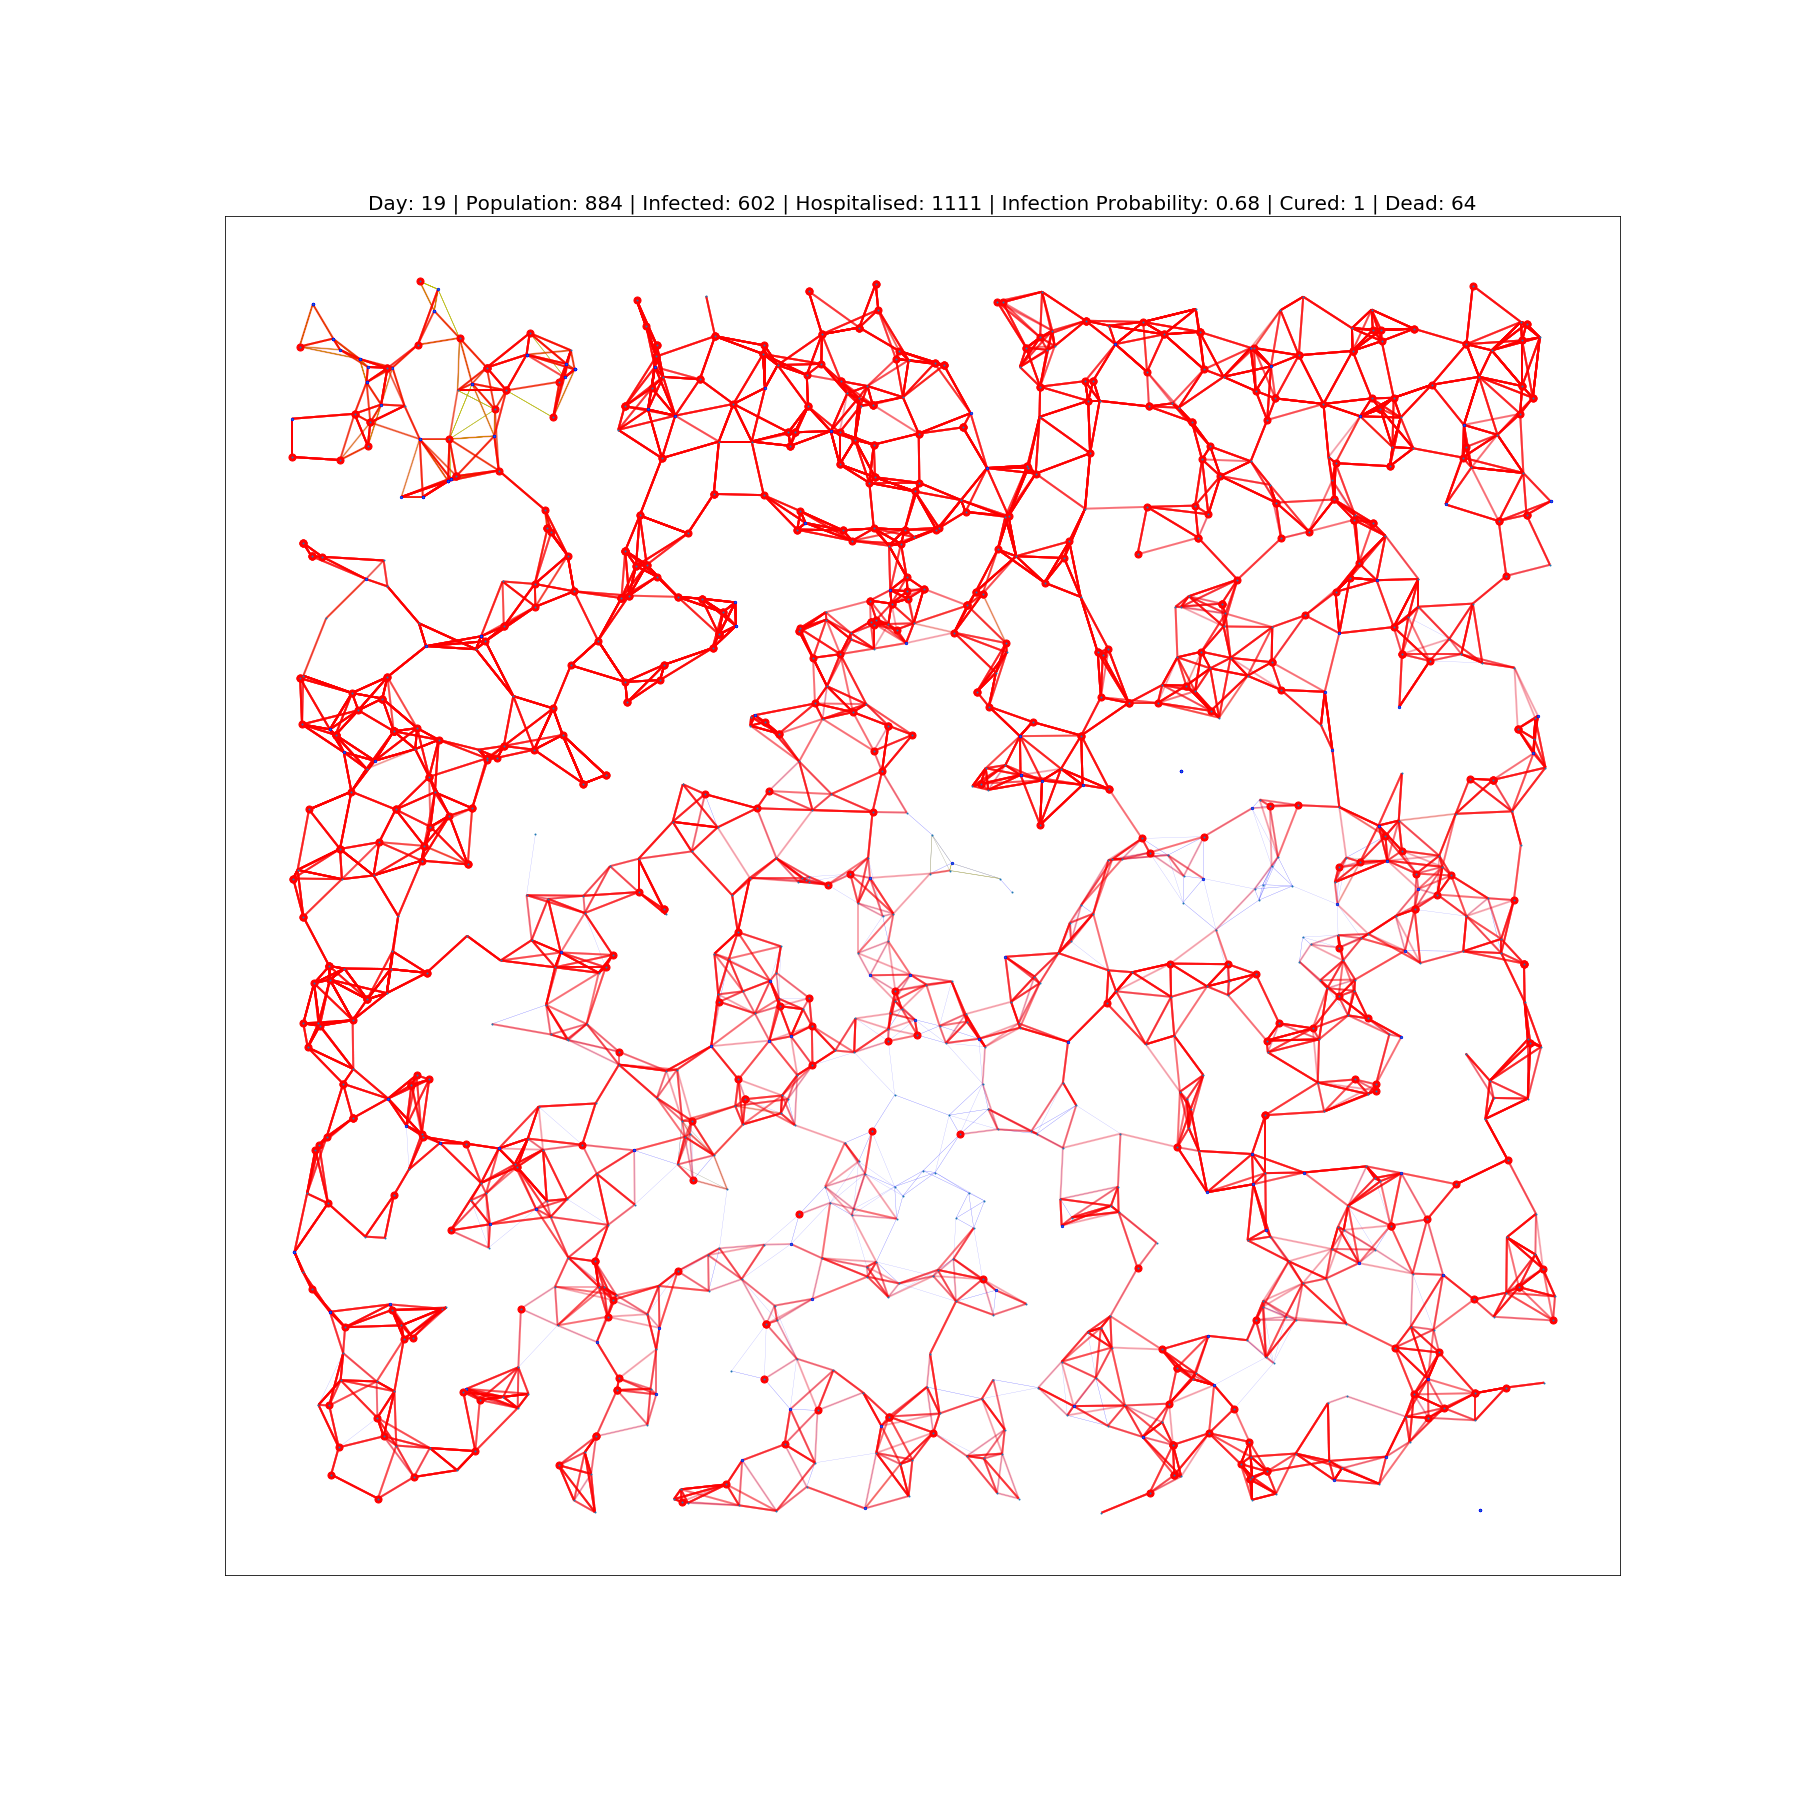 Day: 19 | Population: 884 | Infected: 602 | Hospitalised: 1111 | Infection Probability: 0.68 | Cured: 1 | Dead: 64